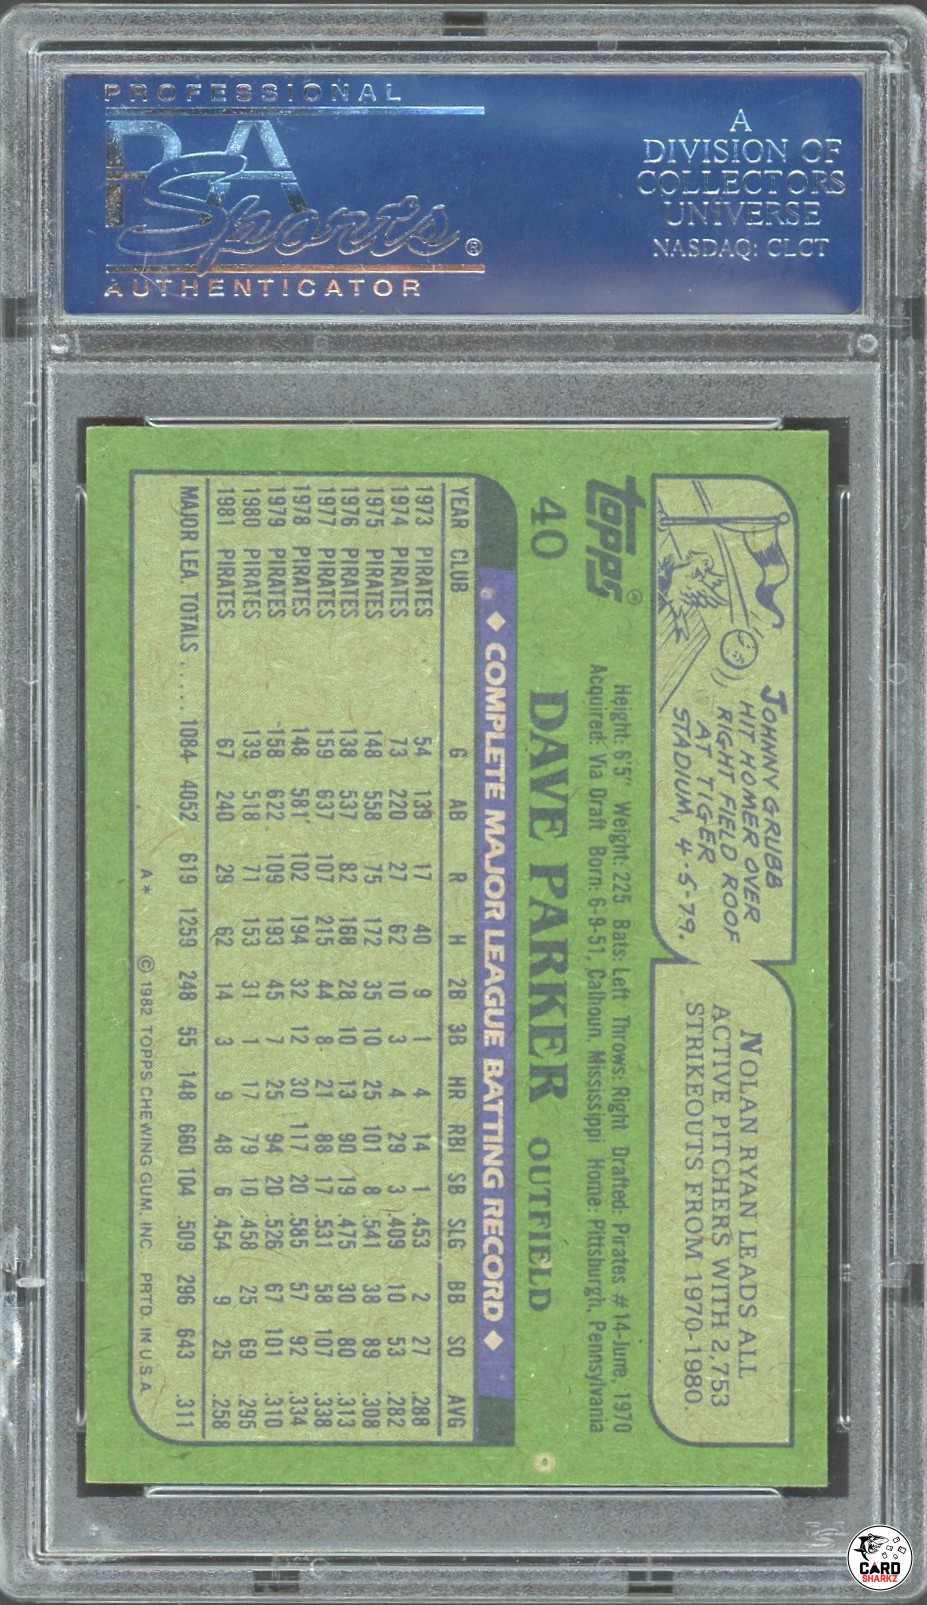 PROFESSIONAL
PSA
Sports®
AUTHENTICATOR
A
DIVISION OF
COLLECTORS
UNIVERSE
NASDAQ: CLCT
JOHNNY GRUBB
HIT HOMER OVER
RIGHT FIELD ROOF
AT TIGER
STADIUM, 4-5-79.
NOLAN RYAN LEADS ALL
ACTIVE PITCHERS WITH 2,753
STRIKEOUTS FROM 1970-1980.
topps®
Height: 6'5" Weight: 225 Bats: Left Throws: Right Drafted: Pirates #14-June, 1970
Acquired: Via Draft Born: 6-9-51, Calhoun, Mississippi Home: Pittsburgh, Pennsylvania
40 DAVE PARKER OUTFIELD
◆ COMPLETE MAJOR LEAGUE BATTING RECORD ◆
YEAR CLUB G AB R H 2B 3B HR RBI SB SLG BB SO AVG
1973 PIRATES 54 139 17 40 9 1 4 14 1 .453 2 27 .288
1974 PIRATES 73 220 27 62 10 3 4 29 3 .409 10 53 .282
1975 PIRATES 148 558 75 172 35 10 25 101 8 .541 38 89 .308
1976 PIRATES 138 537 82 168 28 10 13 90 19 .475 30 80 .313
1977 PIRATES 159 637 107 215 44 8 21 88 17 .531 58 107 .338
1978 PIRATES 148 581 102 194 32 12 30 117 20 .585 57 92 .334
1979 PIRATES 158 622 109 193 45 7 25 94 20 .526 67 101 .310
1980 PIRATES 139 518 71 153 31 1 17 79 10 .458 25 69 .295
1981 PIRATES 67 240 29 62 14 3 9 48 6 .454 9 25 .258
MAJOR LEA. TOTALS ..... 1084 4052 619 1259 248 55 148 660 104 .509 296 643 .311
A* © 1982 TOPPS CHEWING GUM, INC. PRTD. IN U.S.A.
CARD
SHARKZ